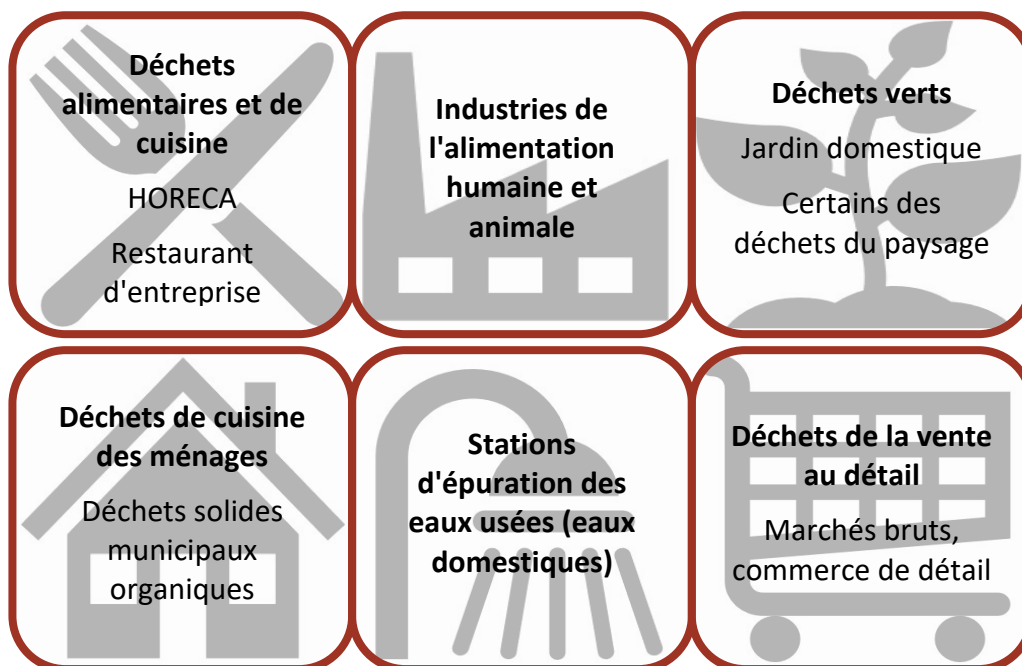 Déchets
alimentaires et de
cuisine
HORECA
Restaurant
d'entreprise
Industries de
l'alimentation
humaine et
animale
Déchets verts
Jardin domestique
Certains des
déchets du paysage
Déchets de cuisine
des ménages
Déchets solides
municipaux
organiques
Stations
d'épuration des
eaux usées (eaux
domestiques)
Déchets de la vente
au détail
Marchés bruts,
commerce de détail